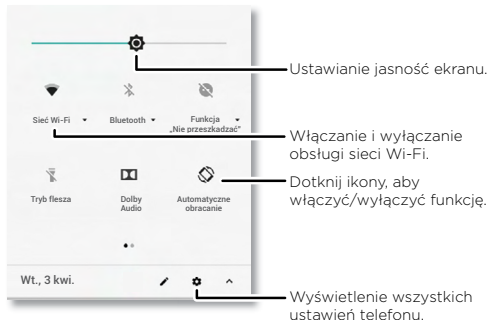 Ustawianie jasność ekranu.
Sieć Wi-Fi
Bluetooth
Funkcja
„Nie przeszkadzać”
Włączanie i wyłączanie
obsługi sieci Wi-Fi.
Dotknij ikony, aby
włączyć/wyłączyć funkcję.
Tryb flesza
Dolby
Audio
Automatyczne
obracanie
Wt., 3 kwi.
Wyświetlenie wszystkich
ustawień telefonu.